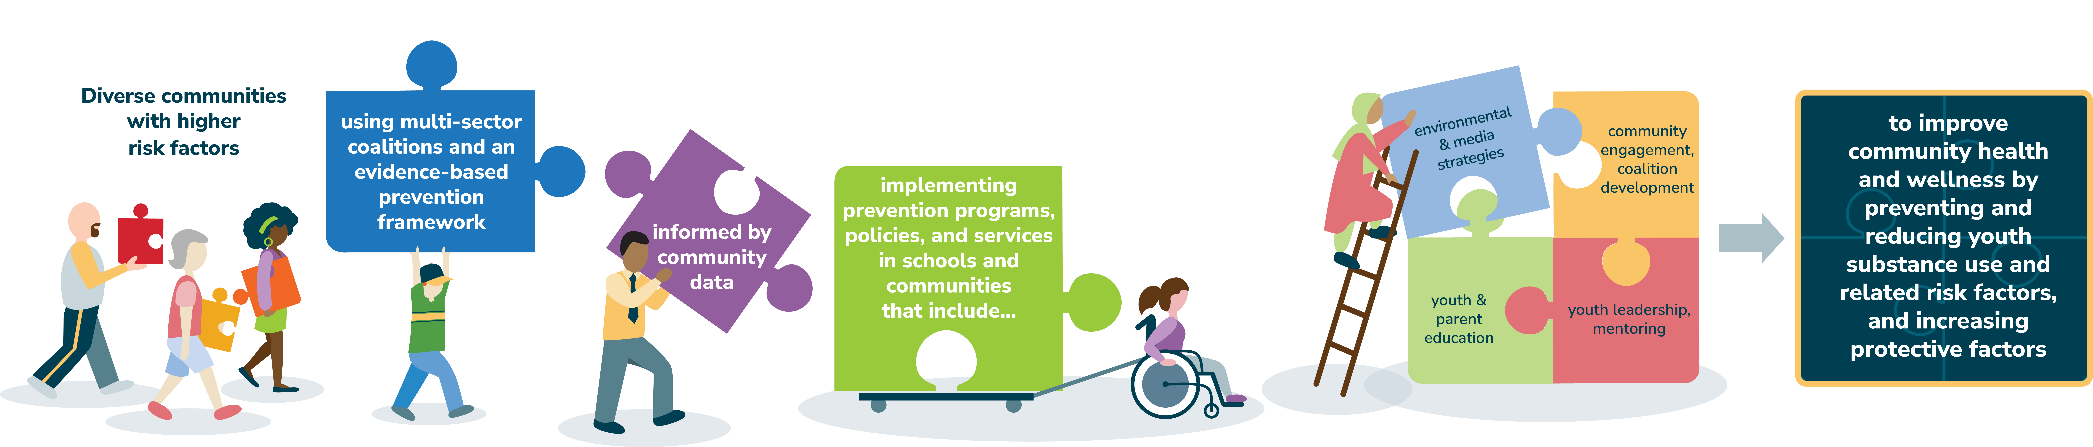 Diverse communities
with higher
risk factors
using multi-sector
coalitions and an
evidence-based
prevention
framework
informed by
community
data
implementing
prevention programs,
policies, and services
in schools and
communities
that include...
environmental
& media
strategies
community
engagement,
coalition
development
youth &
parent
education
youth leadership,
mentoring
to improve
community health
and wellness by
preventing and
reducing youth
substance use and
related risk factors,
and increasing
protective factors